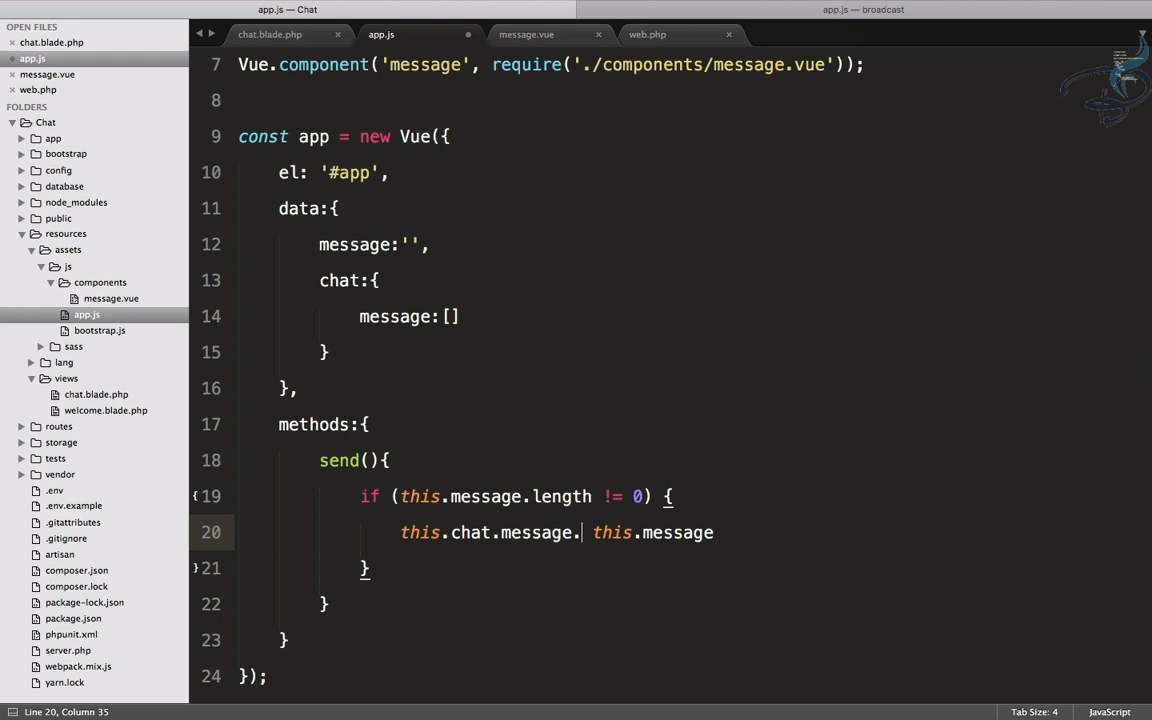 app.js — Chat
app.js — broadcast
OPEN FILES
chat.blade.php
app.js
message.vue
web.php
FOLDERS
Chat
app
bootstrap
config
database
node_modules
public
resources
assets
js
components
message.vue
app.js
bootstrap.js
sass
lang
views
chat.blade.php
welcome.blade.php
routes
storage
tests
vendor
.env
.env.example
.gitattributes
.gitignore
artisan
composer.json
composer.lock
package-lock.json
package.json
phpunit.xml
readme.md
server.php
webpack.mix.js
yarn.lock
chat.blade.php
app.js
message.vue
web.php
7 Vue.component('message', require('./components/message.vue'));
8
9 const app = new Vue({
10 el: '#app',
11 data:{
12 message:'',
13 chat:{
14 message:[]
15 }
16 },
17 methods:{
18 send(){
19 if (this.message.length != 0) {
20 this.chat.message. this.message
21 }
22 }
23 }
24 });
Line 20, Column 35
Tab Size: 4
JavaScript